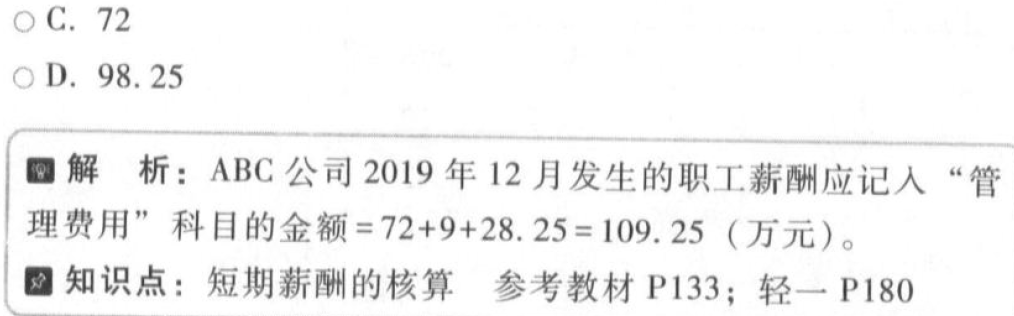 C. 72
D. 98.25
解 析：ABC 公司 2019 年 12 月发生的职工薪酬应记入“管
理费用”科目的金额=72+9+28.25=109.25（万元）。
知识点：短期薪酬的核算 参考教材 P133；轻一 P180